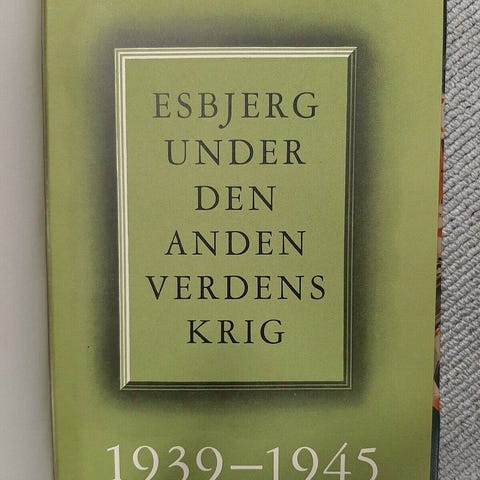 ESBJERG
UNDER
DEN
ANDEN
VERDENS
KRIG
1939–1945